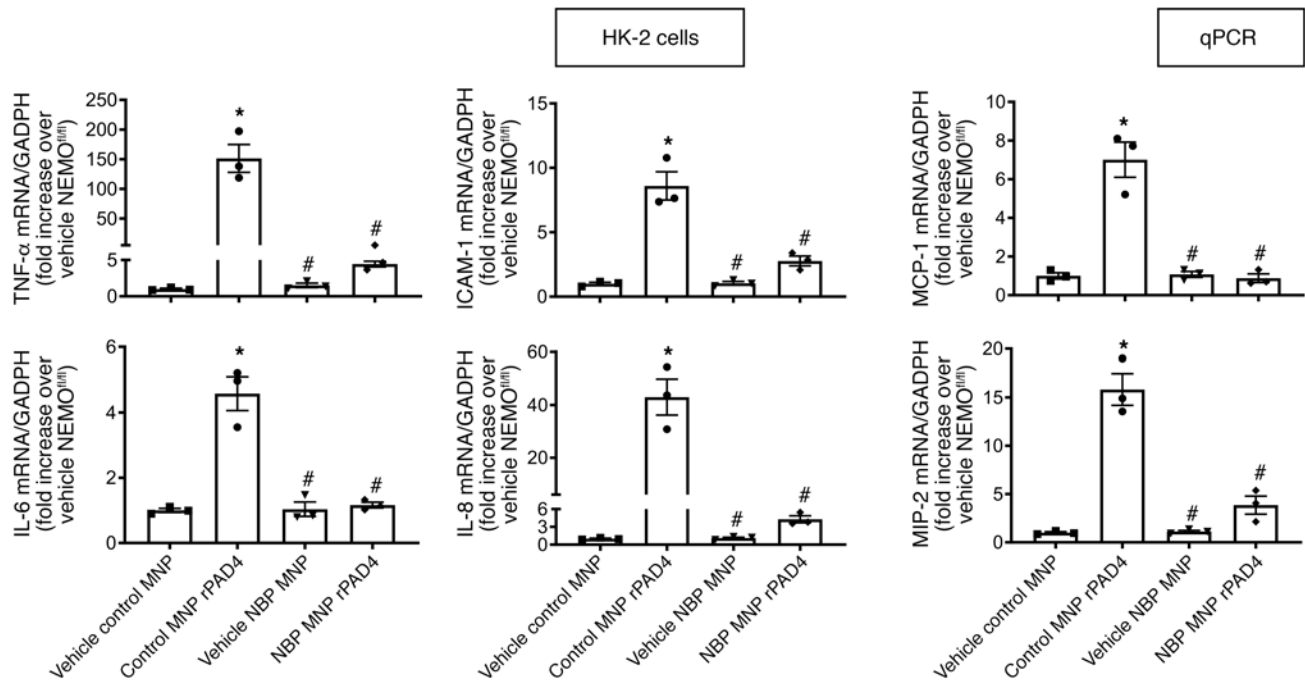 HK-2 cells
qPCR
TNF-α mRNA/GADPH
(fold increase over
vehicle NEMOfl/fl)
250
200
150
100
50
5
0
*
#
#
ICAM-1 mRNA/GADPH
(fold increase over
vehicle NEMOfl/fl)
15
10
5
0
*
#
#
MCP-1 mRNA/GADPH
(fold increase over
vehicle NEMOfl/fl)
10
8
6
4
2
0
*
#
#
IL-6 mRNA/GADPH
(fold increase over
vehicle NEMOfl/fl)
6
4
2
0
*
#
#
Vehicle control MNP
Control MNP rPAD4
Vehicle NBP MNP
NBP MNP rPAD4
IL-8 mRNA/GADPH
(fold increase over
vehicle NEMOfl/fl)
60
40
20
6
3
0
*
#
#
Vehicle control MNP
Control MNP rPAD4
Vehicle NBP MNP
NBP MNP rPAD4
MIP-2 mRNA/GADPH
(fold increase over
vehicle NEMOfl/fl)
20
15
10
5
0
*
#
#
Vehicle control MNP
Control MNP rPAD4
Vehicle NBP MNP
NBP MNP rPAD4